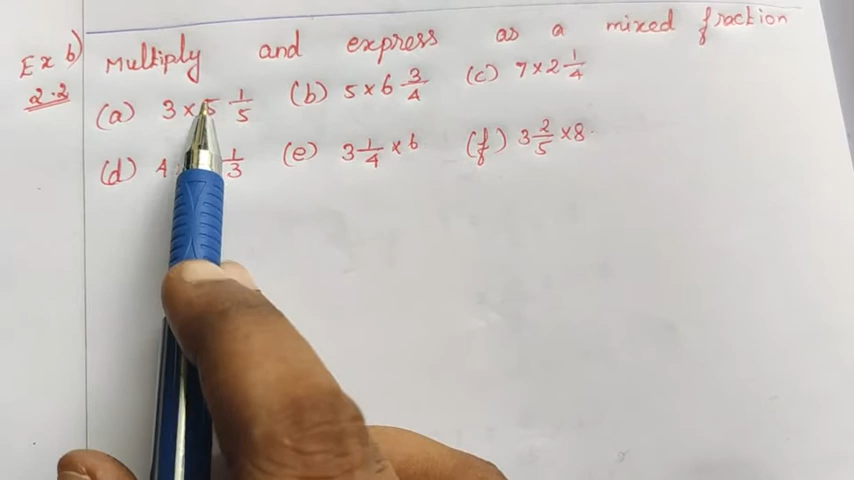 Ex 6) Multiply and express as a mixed fraction
2.2 (a) 3 × 5 1/5 (b) 5 × 6 3/4 (c) 7 × 2 1/4
(d) 4 1/3 (e) 3 1/4 × 6 (f) 3 2/5 × 8.